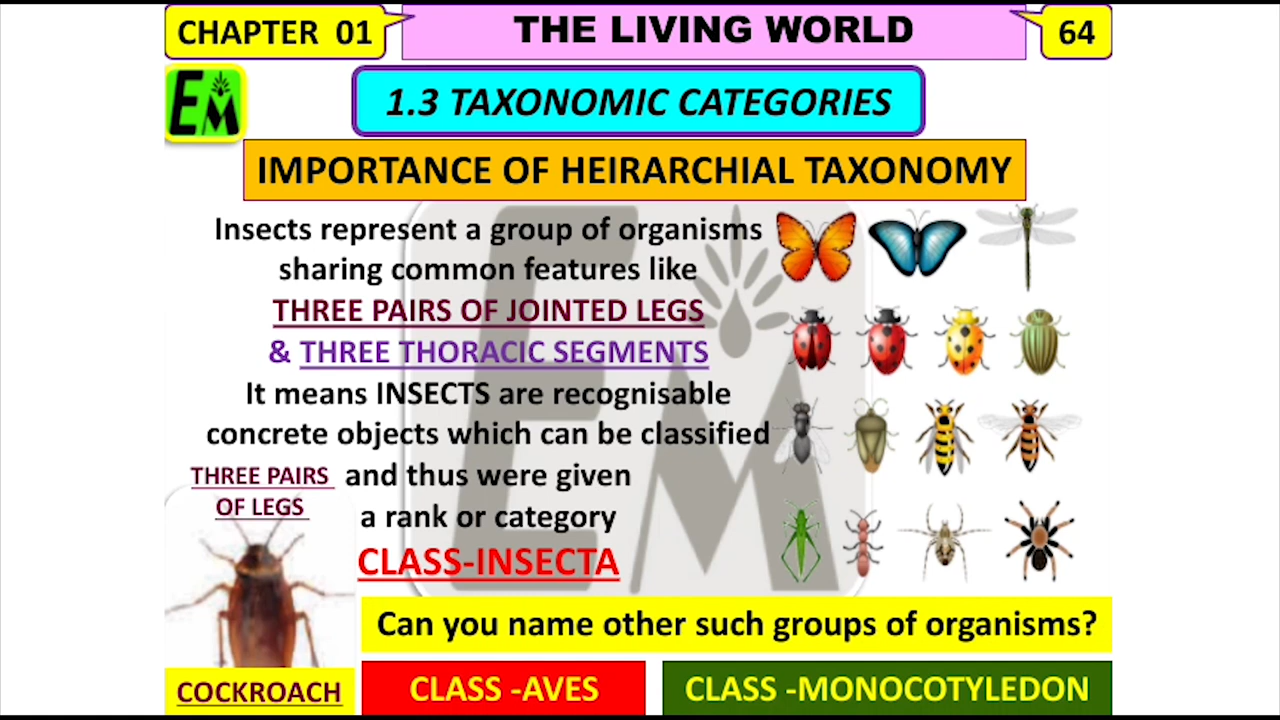 CHAPTER 01
THE LIVING WORLD
64
EM
1.3 TAXONOMIC CATEGORIES
IMPORTANCE OF HEIRARCHIAL TAXONOMY
Insects represent a group of organisms
sharing common features like
THREE PAIRS OF JOINTED LEGS
& THREE THORACIC SEGMENTS
It means INSECTS are recognisable
concrete objects which can be classified
and thus were given
a rank or category
CLASS-INSECTA
THREE PAIRS
OF LEGS
COCKROACH
Can you name other such groups of organisms?
CLASS -AVES
CLASS -MONOCOTYLEDON
EM